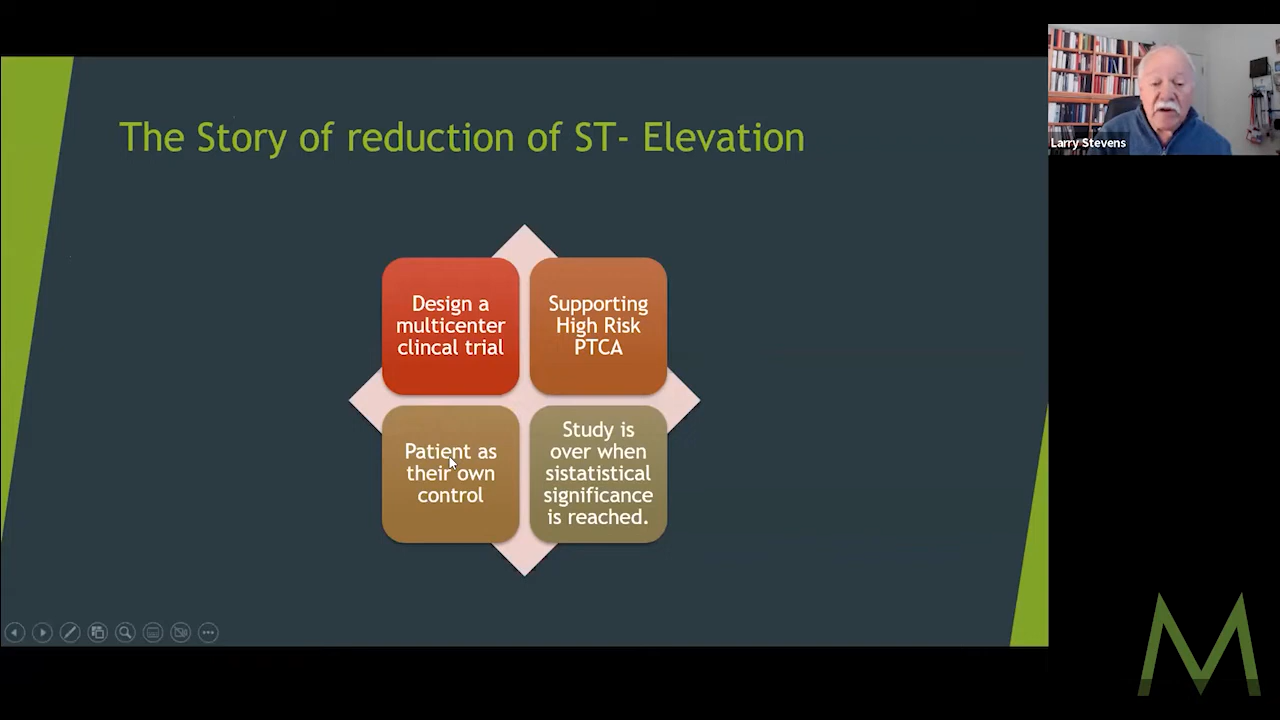 The Story of reduction of ST- Elevation
Design a
multicenter
clincal trial
Supporting
High Risk
PTCA
Patient as
their own
control
Study is
over when
sistatistical
significance
is reached.
Larry Stevens
M